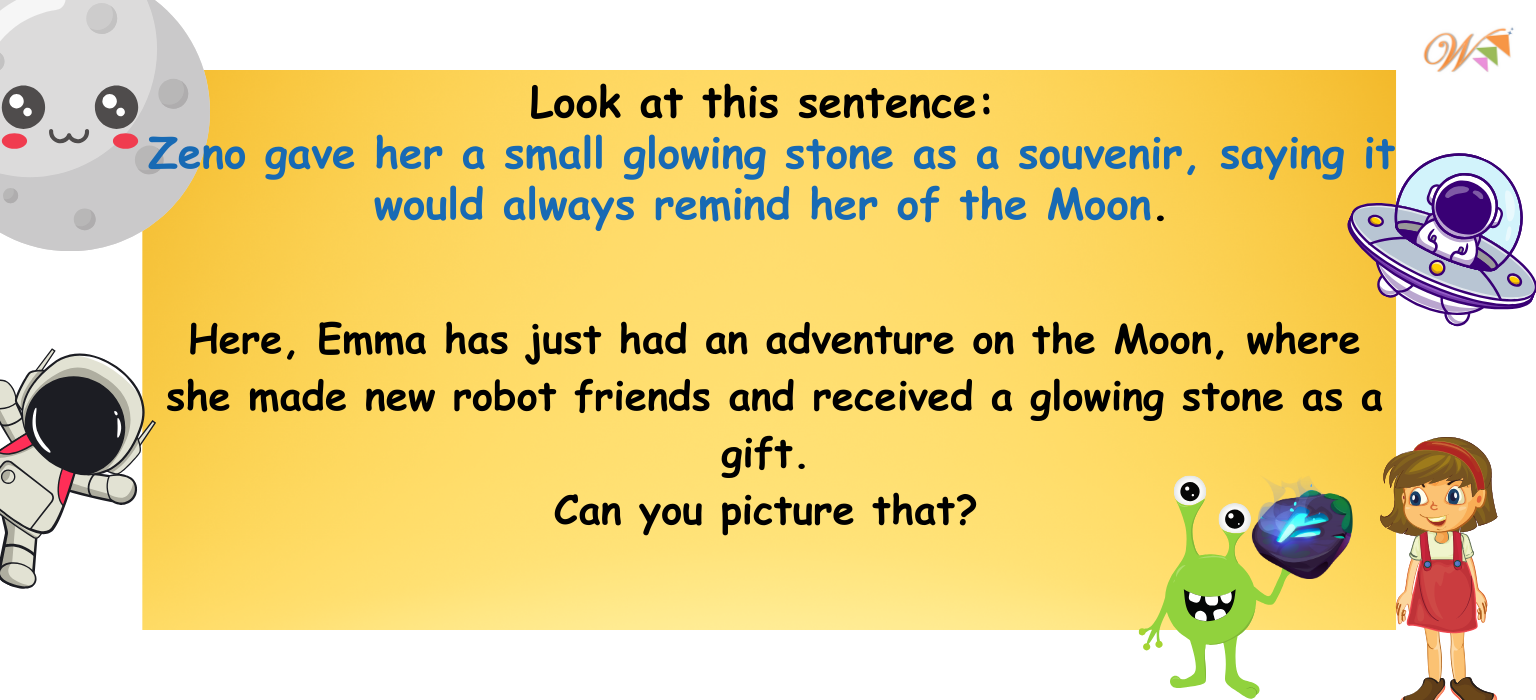 W
Look at this sentence:
Zeno gave her a small glowing stone as a souvenir, saying it
would always remind her of the Moon.
Here, Emma has just had an adventure on the Moon, where
she made new robot friends and received a glowing stone as a
gift.
Can you picture that?